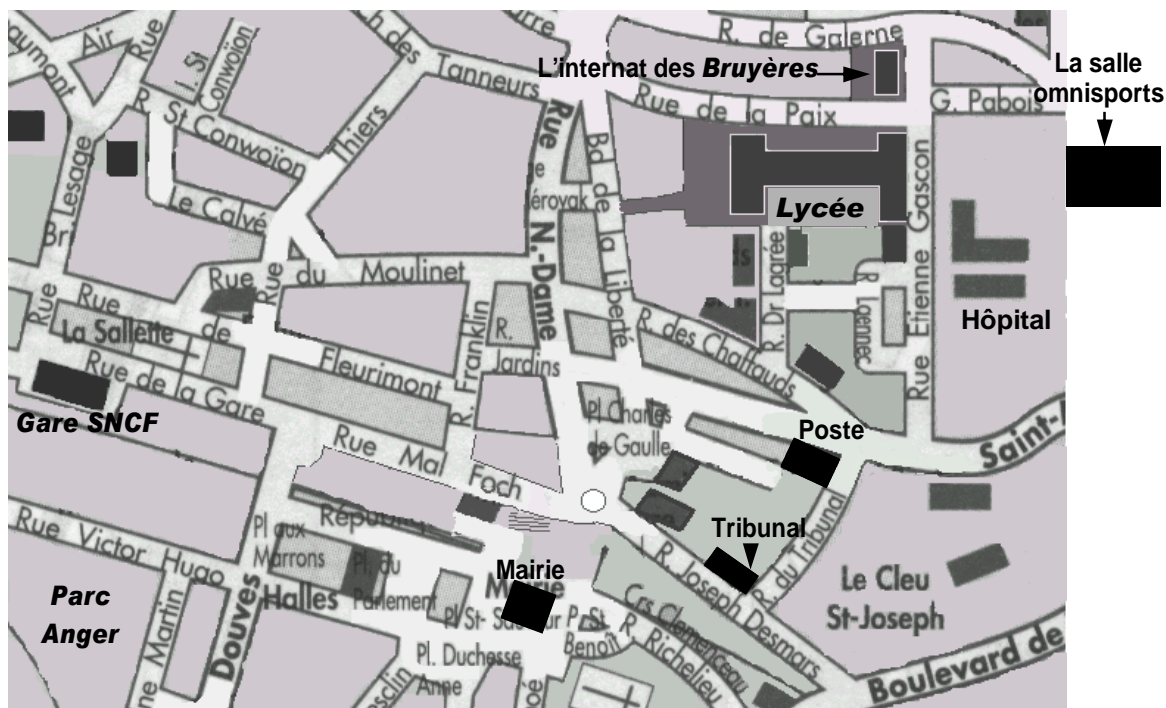 R. de Galerne
Air
Rue
L'internat des Bruyères
La salle
omnisports
Tanneurs
G. Pabois
Rue de la Paix
R. St Conwoïon
St
Conwoïon
Thiers
Rue
Bd de la Liberté
Lesage
Le Calvé
Lycée
Rue Etienne Gascon
N.-Dame
Rue du Moulinet
Rue
R. Dr Lagrée
R. Laënnec
Hôpital
Rue
La Sallette
Rue de
R. Franklin
R.
Jardins
R. des Chaffauds
Fleurimont
Rue de la Gare
Gare SNCF
Pl Charles
de Gaulle
Poste
Rue Mal Foch
Saint-
Rue Victor Hugo
Pl aux
Marrons
Tribunal
R. du Tribunal
Pl. du
Parlement
Halles
Mairie
R. Joseph Desmars
Le Cleu
St-Joseph
Parc
Anger
Martin
Douves
Pl St-
Crs Clemenceau
R. Richelieu
Benoît
Pl. Duchesse
Anne
Boulevard de